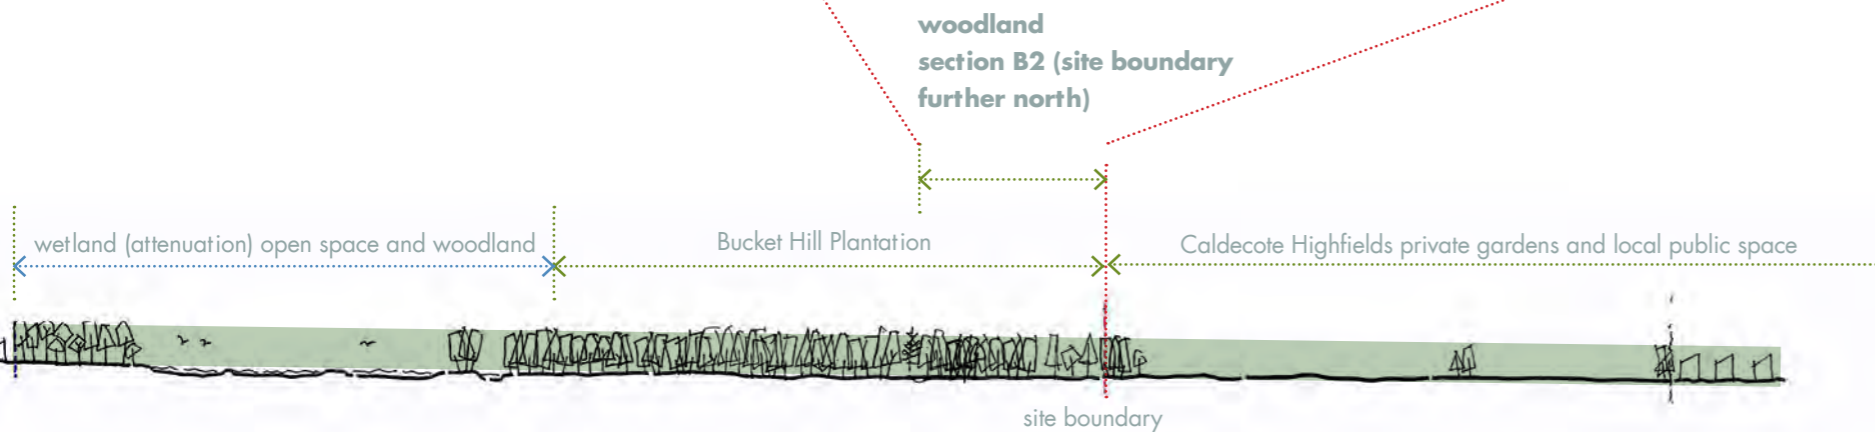 woodland
section B2 (site boundary
further north)
wetland (attenuation) open space and woodland
Bucket Hill Plantation
Caldecote Highfields private gardens and local public space
site boundary